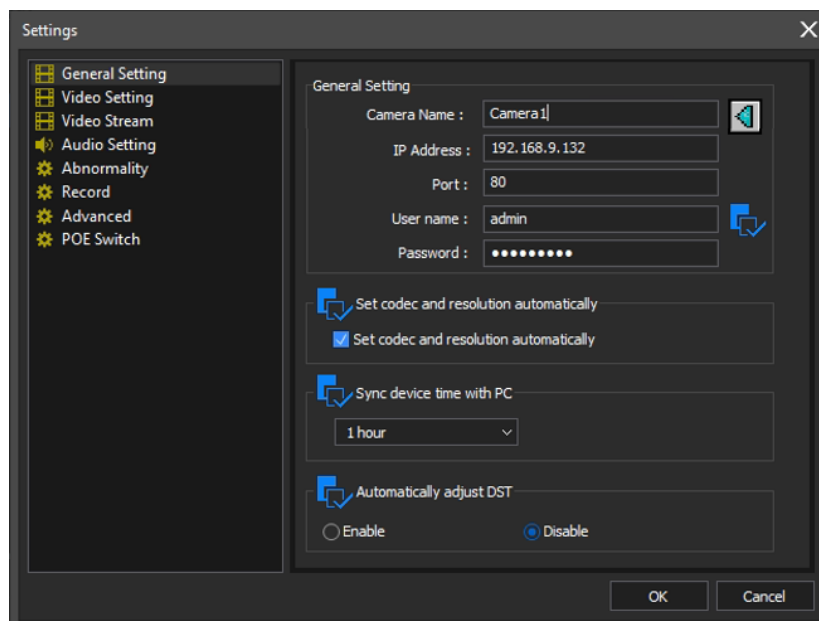 Settings
General Setting
Video Setting
Video Stream
Audio Setting
Abnormality
Record
Advanced
POE Switch
General Setting
Camera Name : Camera1
IP Address : 192.168.9.132
Port : 80
User name : admin
Password : •••••••••
Set codec and resolution automatically
Set codec and resolution automatically
Sync device time with PC
1 hour
Automatically adjust DST
Enable Disable
OK Cancel